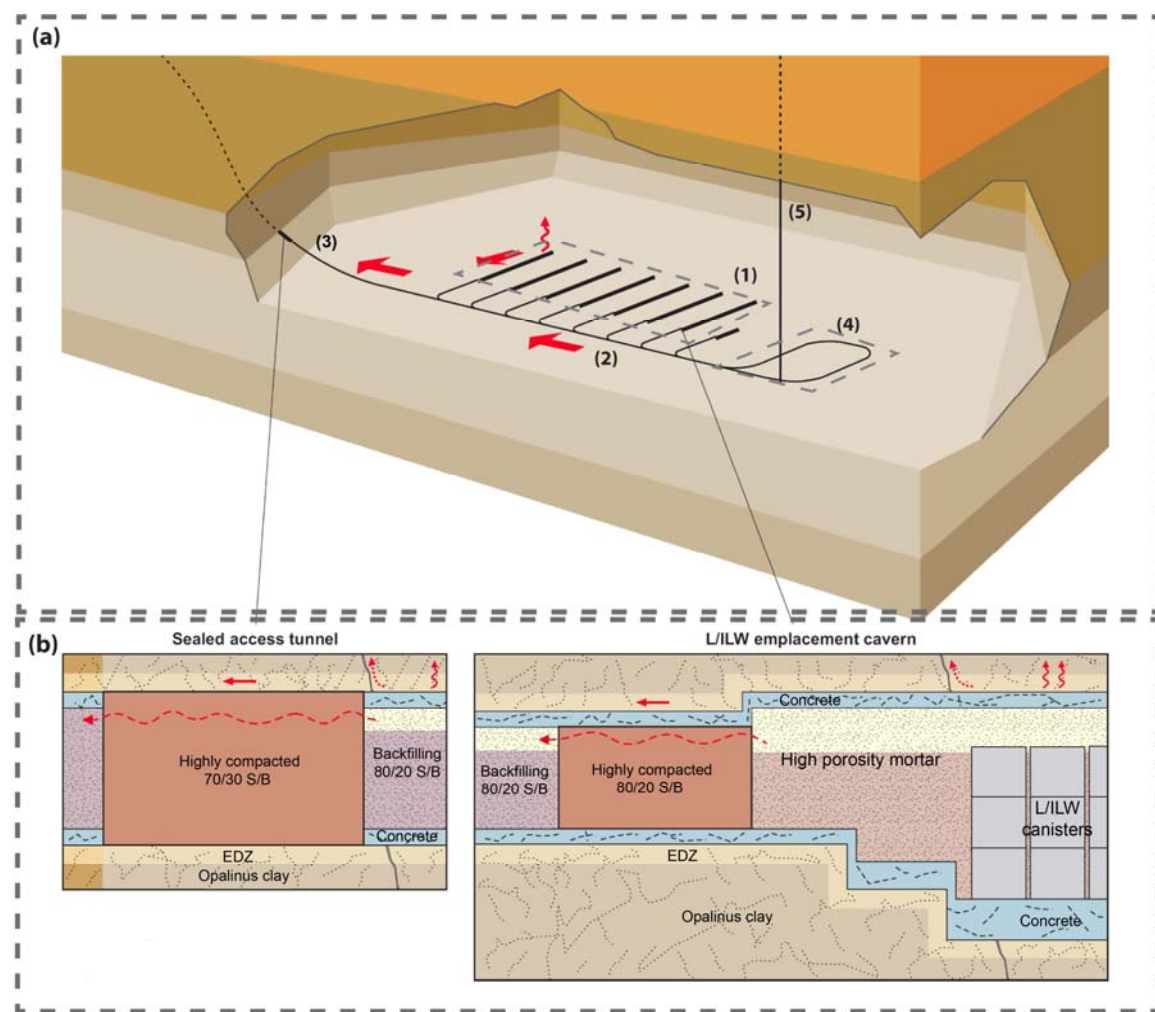 (a)
(5)
(3)
(1)
(4)
(2)
(b)
Sealed access tunnel
L/ILW emplacement cavern
Highly compacted
70/30 S/B
Backfilling
80/20 S/B
Concrete
EDZ
Opalinus clay
Concrete
Backfilling
80/20 S/B
Highly compacted
80/20 S/B
High porosity mortar
L/ILW
canisters
EDZ
Opalinus clay
Concrete